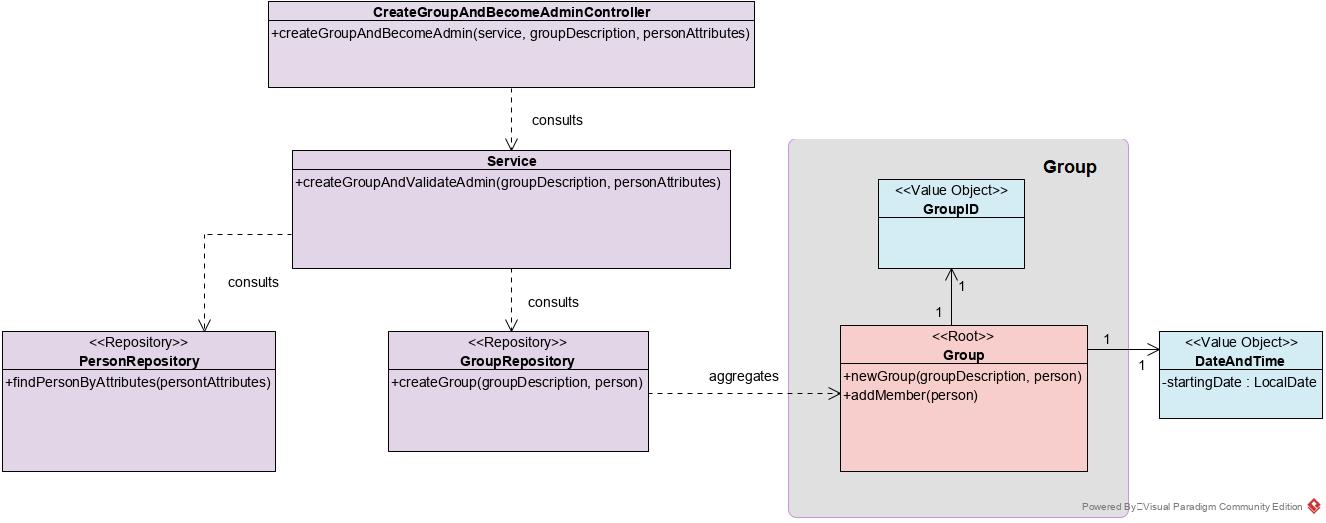 CreateGroupAndBecomeAdminController
+createGroupAndBecomeAdmin(service, groupDescription, personAttributes)
consults
Service
+createGroupAndValidateAdmin(groupDescription, personAttributes)
consults
consults
<<Repository>>
PersonRepository
+findPersonByAttributes(persontAttributes)
<<Repository>>
GroupRepository
+createGroup(groupDescription, person)
aggregates
Group
<<Value Object>>
GroupID
1
1
<<Root>>
Group
+newGroup(groupDescription, person)
+addMember(person)
1
1
<<Value Object>>
DateAndTime
-startingDate : LocalDate
Powered By Visual Paradigm Community Edition